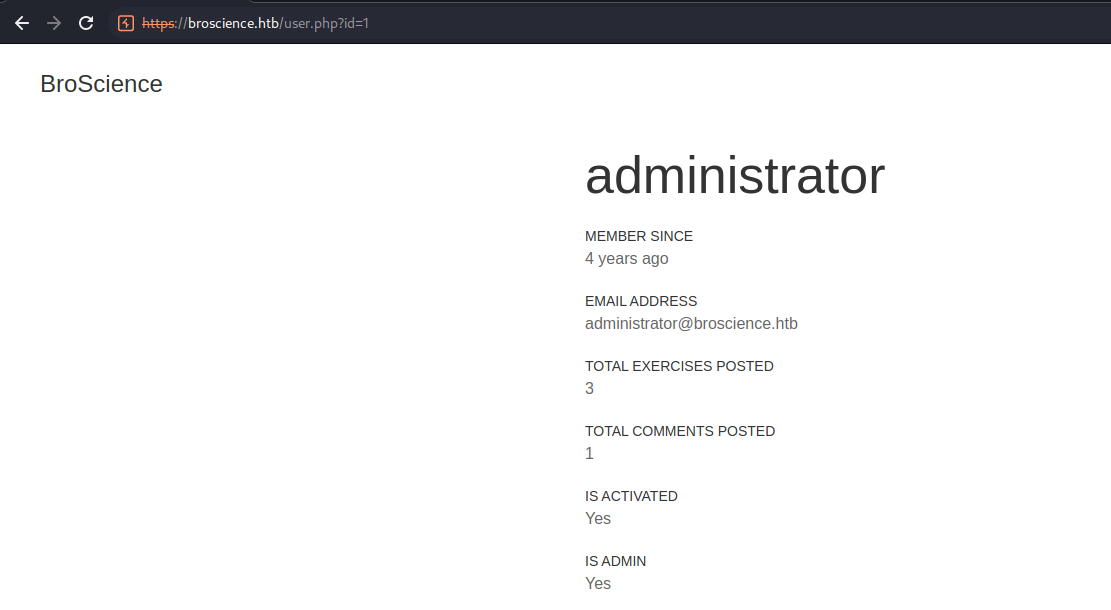 https://broscience.htb/user.php?id=1
BroScience
administrator
MEMBER SINCE
4 years ago
EMAIL ADDRESS
administrator@broscience.htb
TOTAL EXERCISES POSTED
3
TOTAL COMMENTS POSTED
1
IS ACTIVATED
Yes
IS ADMIN
Yes